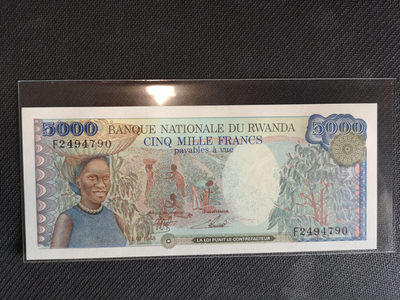 5000 BANQUE NATIONALE DU RWANDA 5000
F2494790
CINQ MILLE FRANCS
payables à vue
F2494790
LA LOI PUNIT LE CONTREFACTEUR